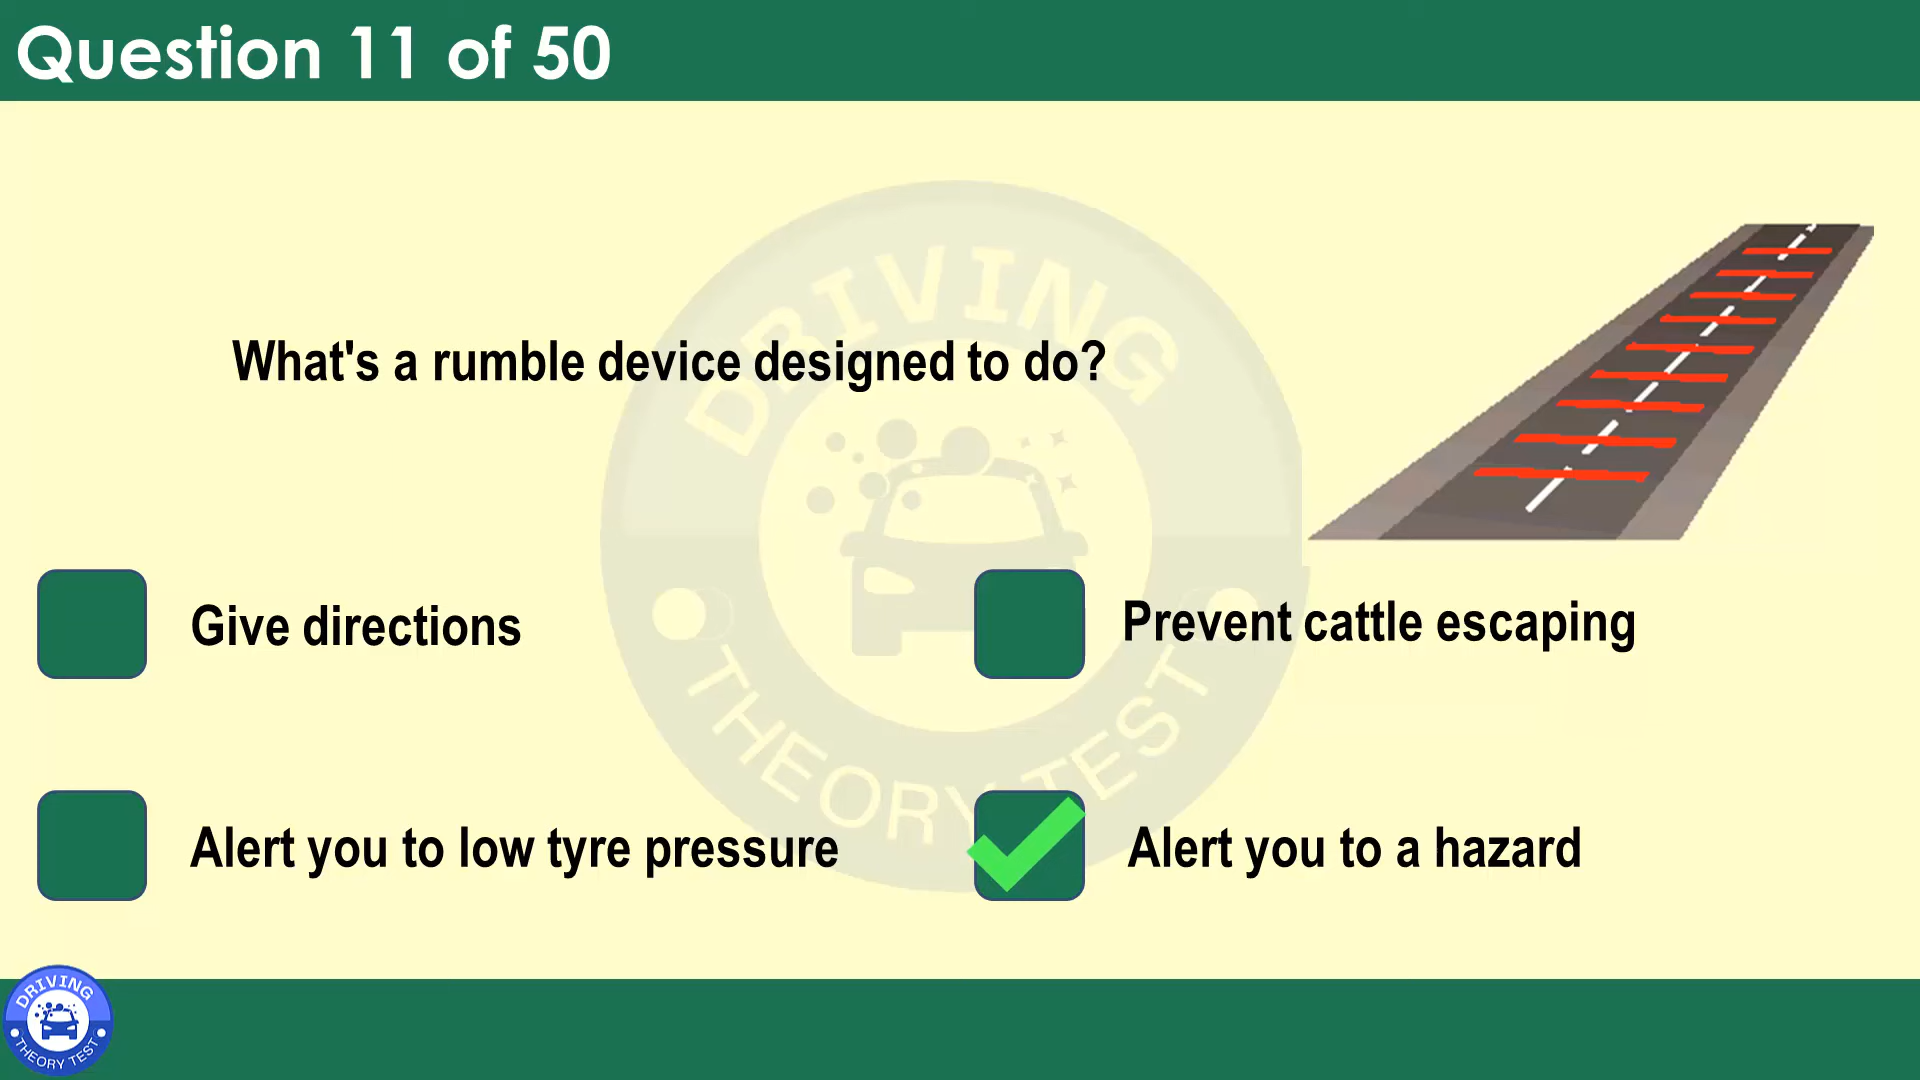 Question 11 of 50
What's a rumble device designed to do?
Give directions
Prevent cattle escaping
Alert you to low tyre pressure
Alert you to a hazard
DRIVING
THEORY TEST
DRIVING
THEORY TEST